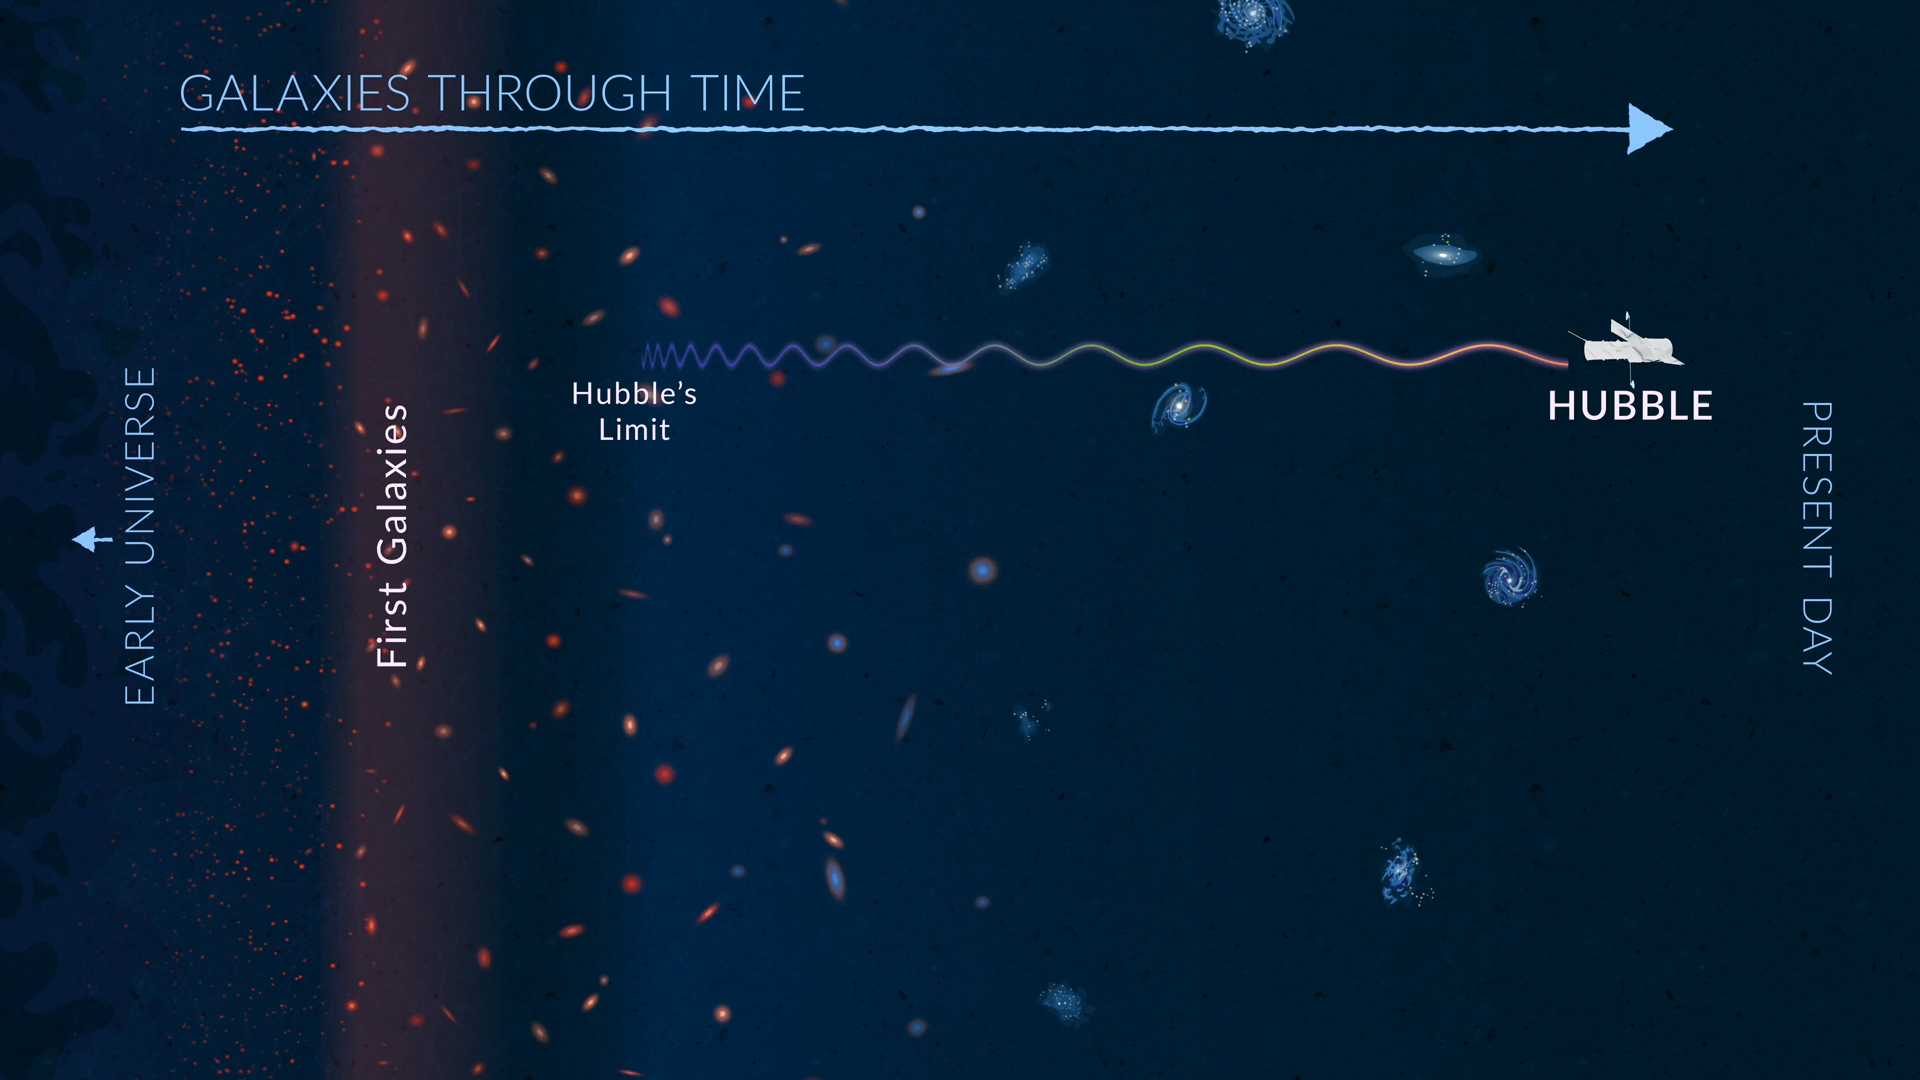 GALAXIES THROUGH TIME
EARLY UNIVERSE
First Galaxies
Hubble’s
Limit
HUBBLE
PRESENT DAY